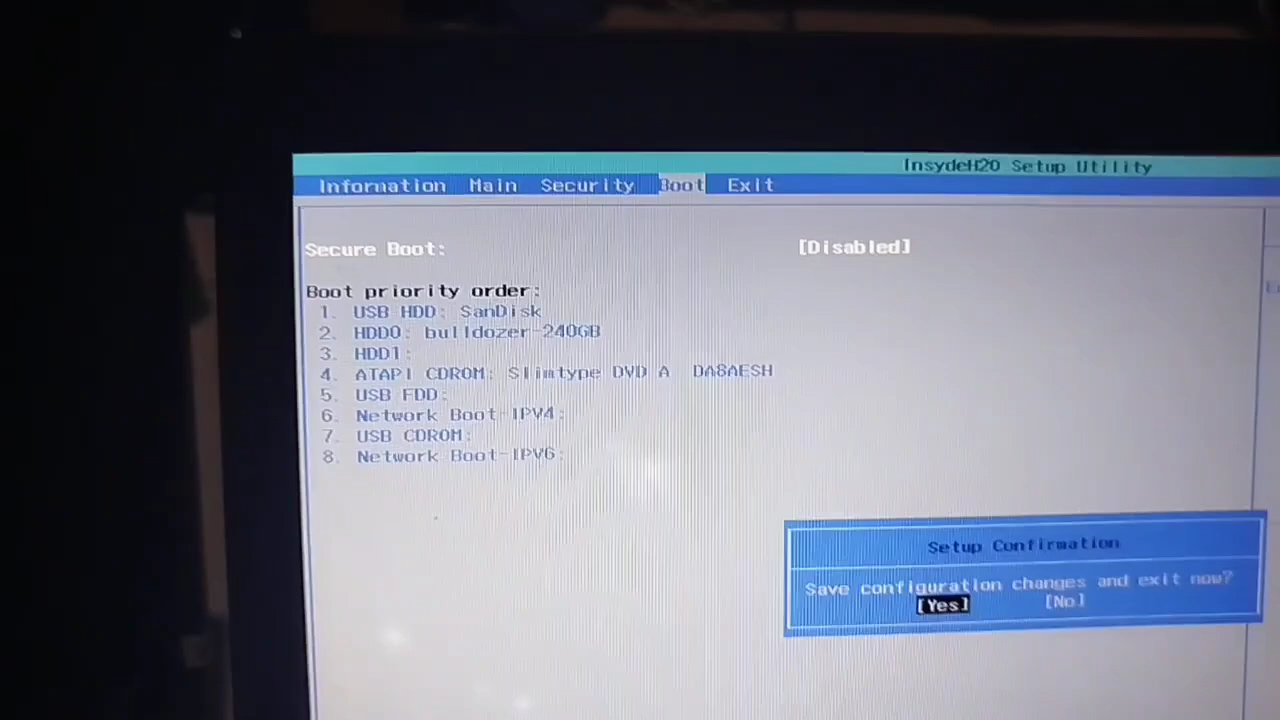 InsydeH20 Setup Utility
Information Main Security Boot Exit
Secure Boot: [Disabled]
Boot priority order:
1. USB HDD: SanDisk
2. HDD0: bulldozer-240GB
3. HDD1:
4. ATAPI CDROM: Slimtype DVD A DA8AESH
5. USB FDD:
6. Network Boot-IPV4:
7. USB CDROM:
8. Network Boot-IPV6:
Setup Confirmation
Save configuration changes and exit now?
[Yes] [No]